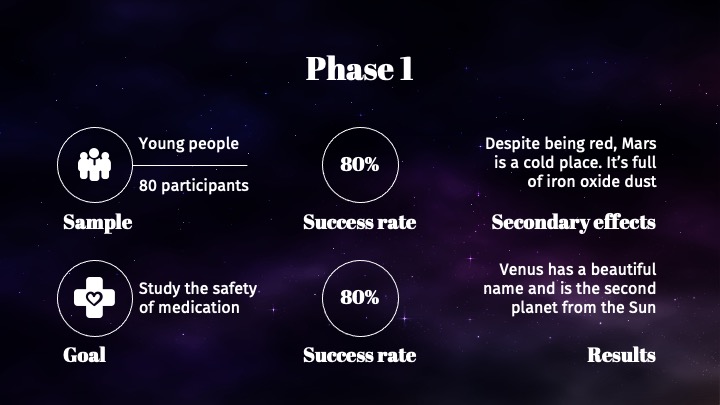 Phase 1
Young people
80 participants
Sample
80%
Success rate
Despite being red, Mars
is a cold place. It’s full
of iron oxide dust
Secondary effects
Study the safety
of medication
Goal
80%
Success rate
Venus has a beautiful
name and is the second
planet from the Sun
Results